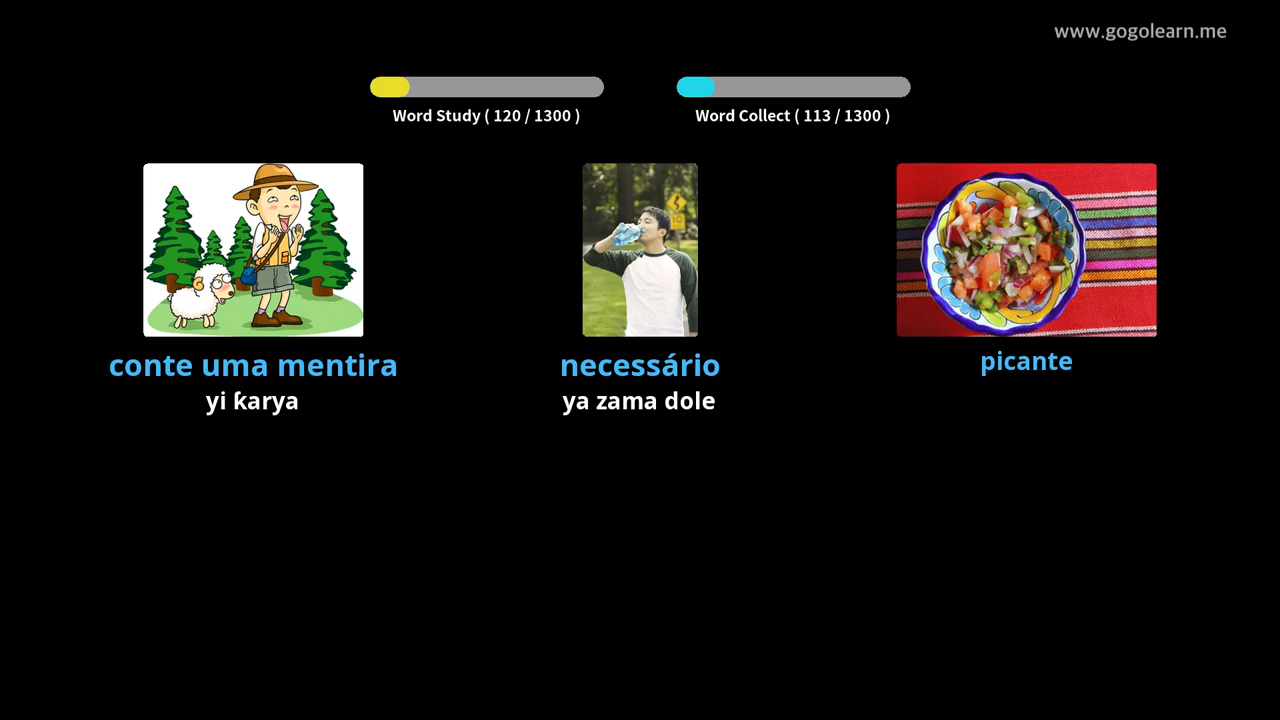 www.gogolearn.me
Word Study ( 120 / 1300 )
Word Collect ( 113 / 1300 )
conte uma mentira
yi ƙarya
necessário
ya zama dole
picante